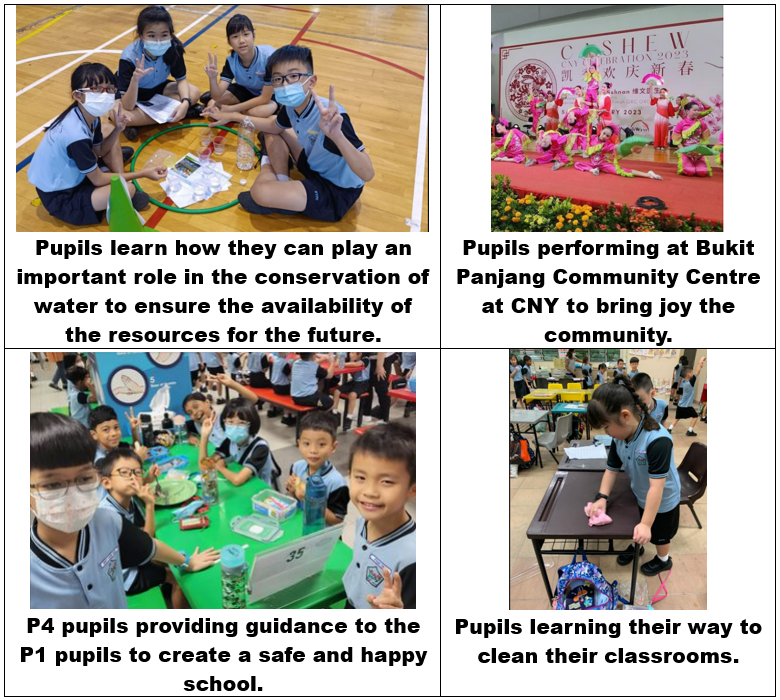 Pupils learn how they can play an
important role in the conservation of
water to ensure the availability of
the resources for the future.
CASHEW
CNY CELEBRATION 2023
欢庆新春
2023
Pupils performing at Bukit
Panjang Community Centre
at CNY to bring joy the
community.
35
P4 pupils providing guidance to the
P1 pupils to create a safe and happy
school.
Pupils learning their way to
clean their classrooms.